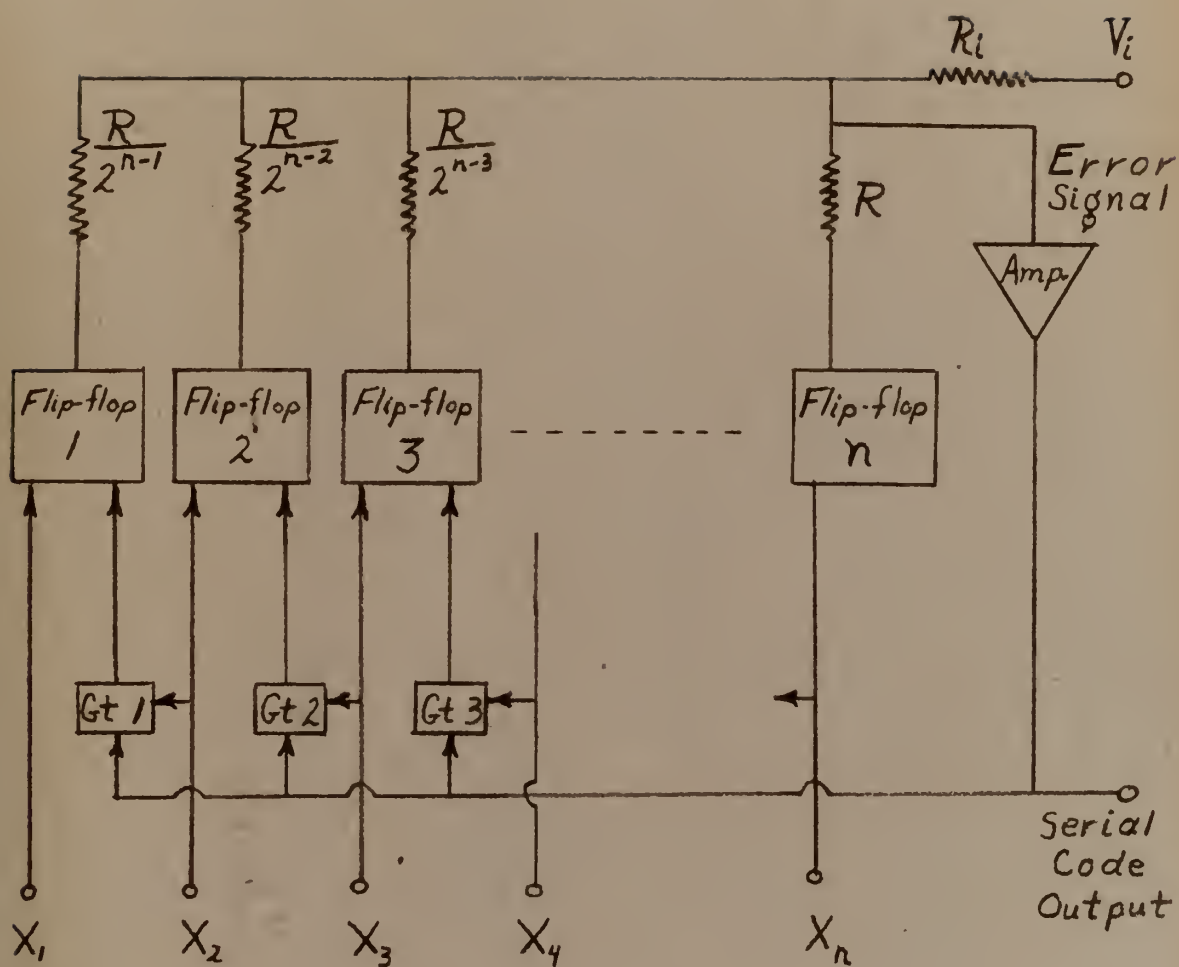 Ri Vi
R/2^n-1 R/2^n-2 R/2^n-3 R
Error
Signal
Amp.
Flip-flop
1
Flip-flop
2
Flip-flop
3
Flip-flop
n
Gt 1 Gt 2 Gt 3
Serial
Code
Output
X₁ X₂ X₃ X₄ Xₙ